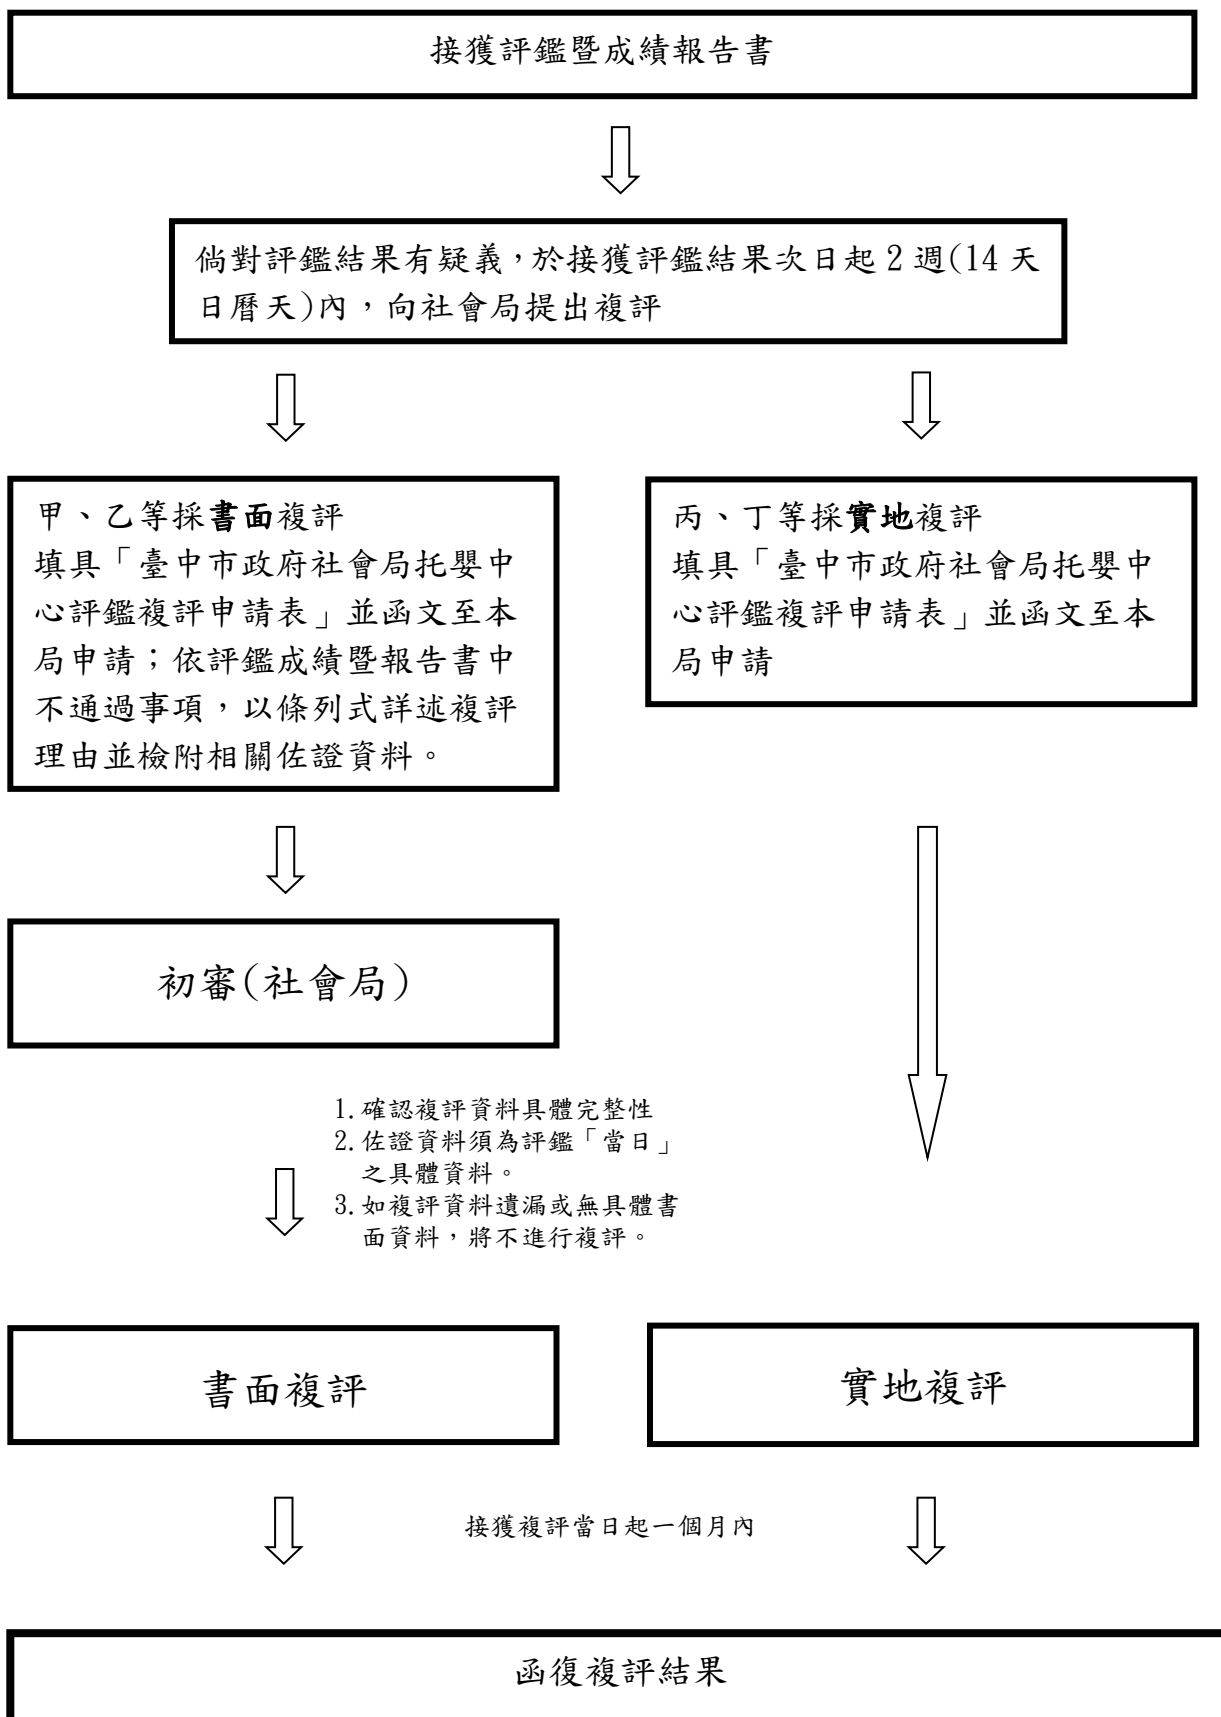 接獲評鑑暨成績報告書
倘對評鑑結果有疑義，於接獲評鑑結果次日起 2 週(14 天
日曆天)內，向社會局提出複評
甲、乙等採書面複評
填具「臺中市政府社會局托嬰中
心評鑑複評申請表」並函文至本
局申請；依評鑑成績暨報告書中
不通過事項，以條列式詳述複評
理由並檢附相關佐證資料。
丙、丁等採實地複評
填具「臺中市政府社會局托嬰中
心評鑑複評申請表」並函文至本
局申請
初審(社會局)
1.確認複評資料具體完整性
2.佐證資料須為評鑑「當日」
之具體資料。
3.如複評資料遺漏或無具體書
面資料，將不進行複評。
書面複評
實地複評
接獲複評當日起一個月內
函復複評結果